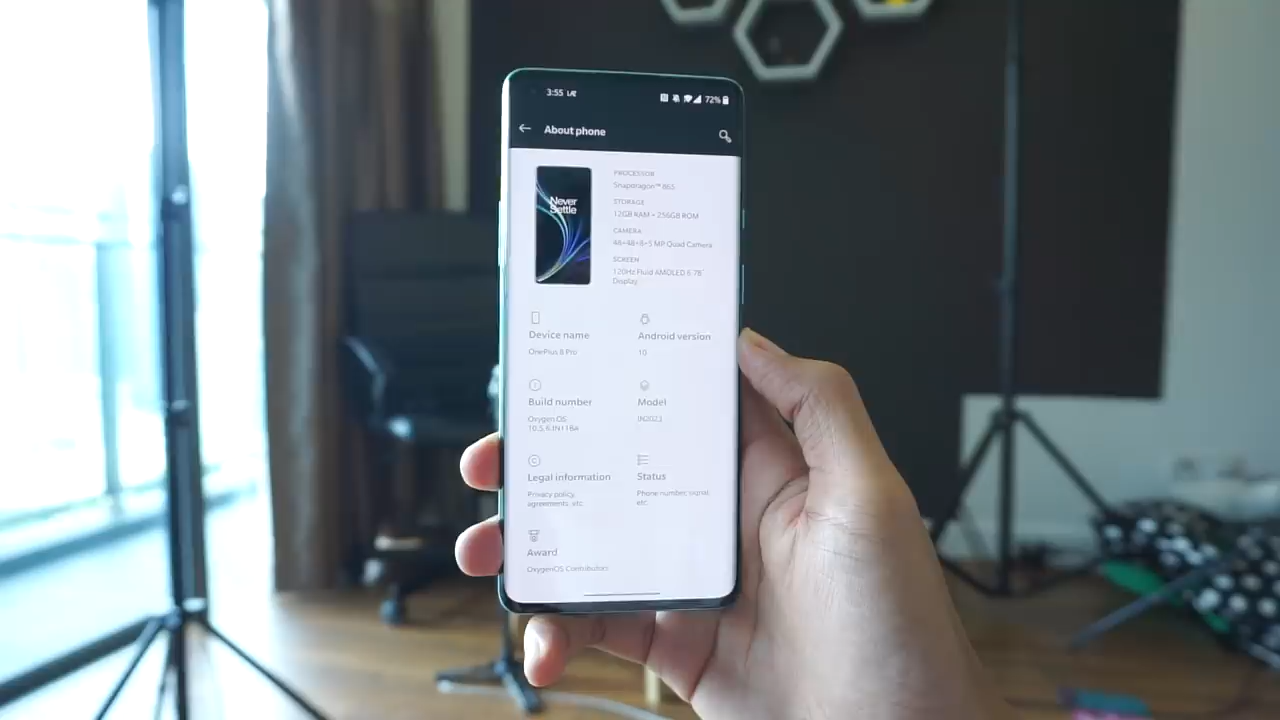 3:55
72%
About phone
Never
Settle
PROCESSOR
Snapdragon™ 865
STORAGE
12GB RAM + 256GB ROM
CAMERA
48+48+8+5 MP Quad Camera
SCREEN
120Hz Fluid AMOLED 6.78"
Display
Device name
OnePlus 8 Pro
Android version
10
Build number
Oxygen OS
10.5.6.IN11BA
Model
IN2023
Legal information
Privacy policy,
agreements, etc
Status
Phone number, signal,
etc.
Award
OxygenOS Contributors